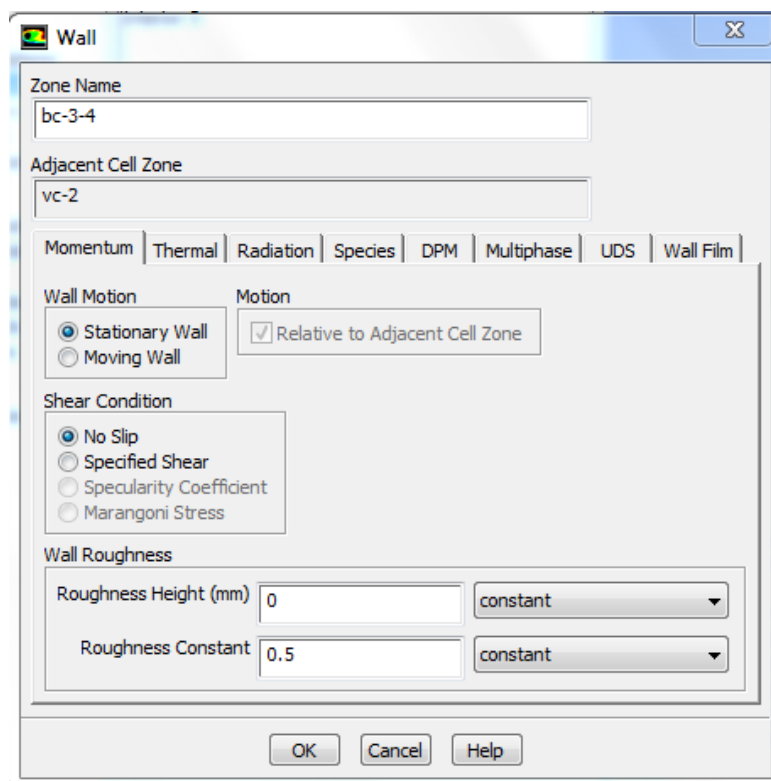 Wall
Zone Name
bc-3-4
Adjacent Cell Zone
vc-2
Momentum Thermal Radiation Species DPM Multiphase UDS Wall Film
Wall Motion Motion
Stationary Wall Relative to Adjacent Cell Zone
Moving Wall
Shear Condition
No Slip
Specified Shear
Specularity Coefficient
Marangoni Stress
Wall Roughness
Roughness Height (mm) 0 constant
Roughness Constant 0.5 constant
OK Cancel Help